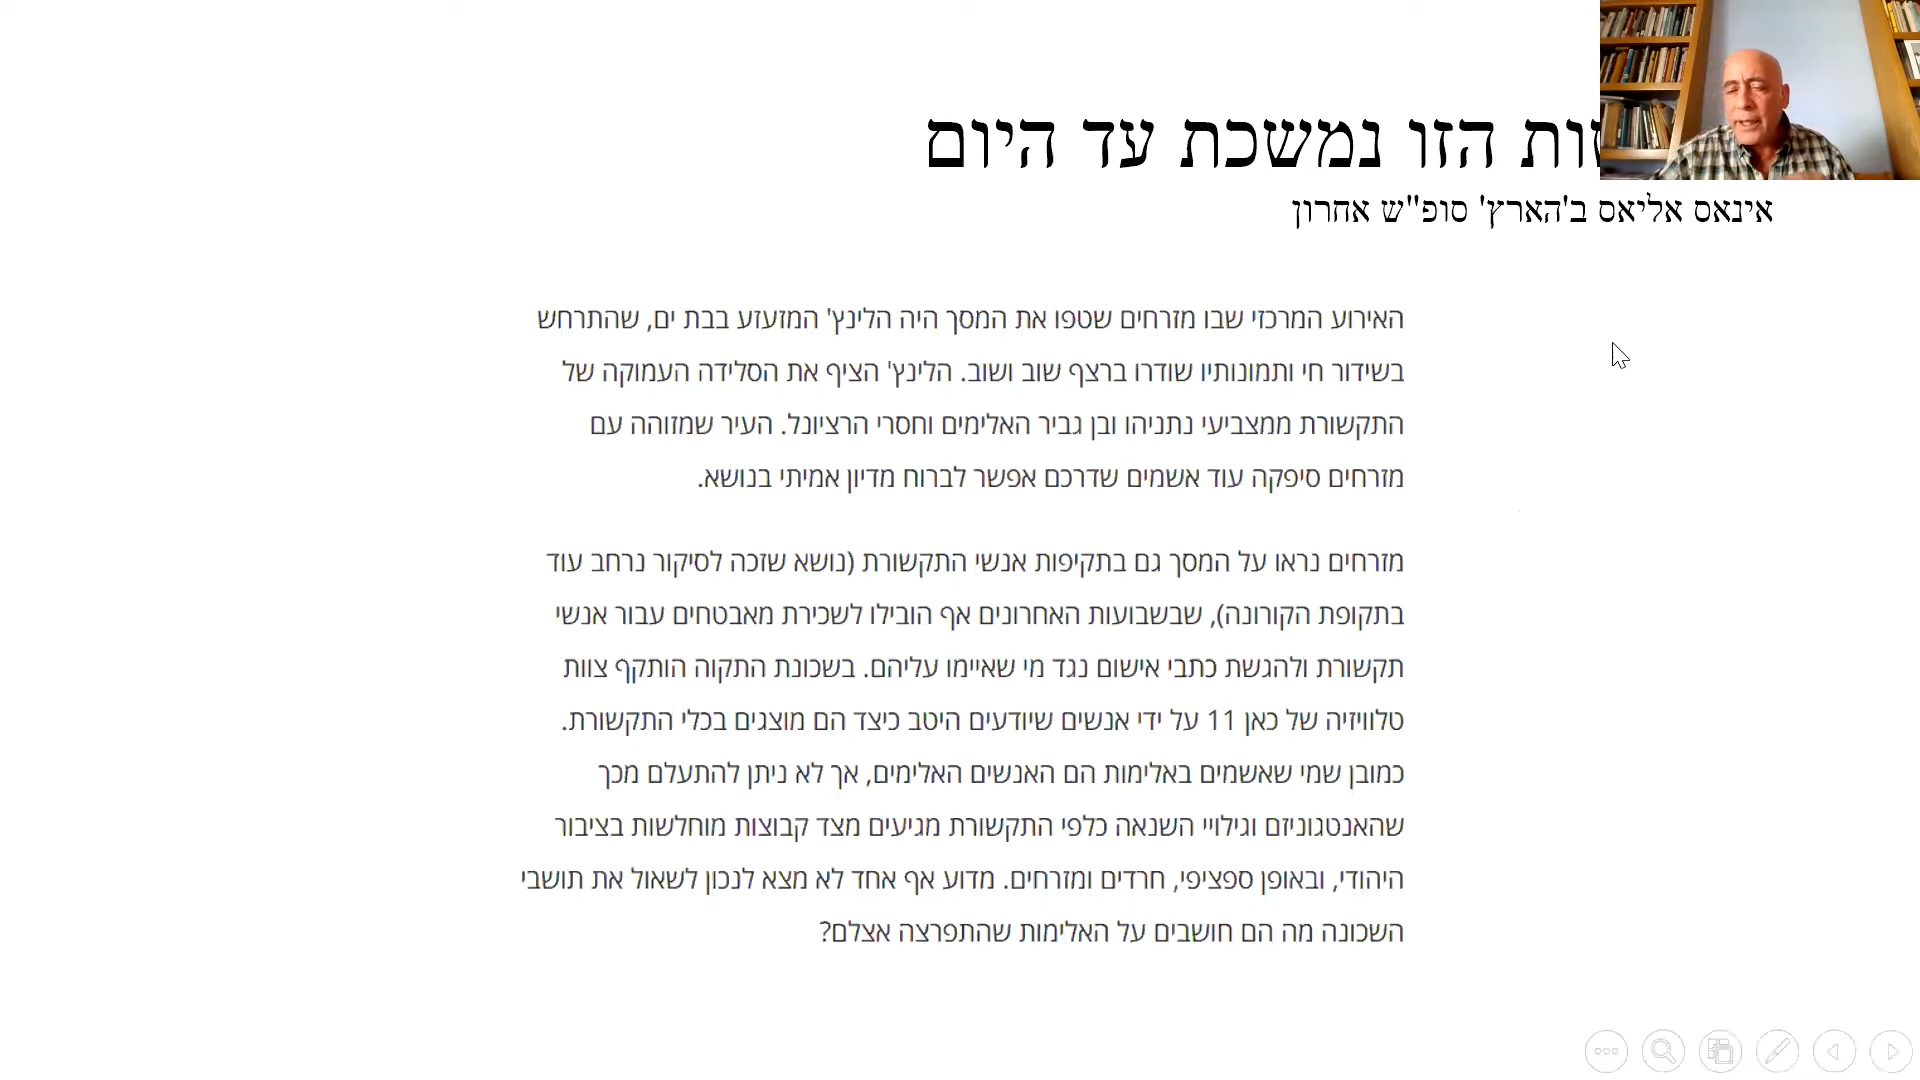 הזו נמשכת עד היום
אינאס אליאס ב'הארץ' סופ"ש אחרון
האירוע המרכזי שבו מזרחים שטפו את המסך היה הלינץ' המזעזע בבת ים, שהתרחש
בשידור חי ותמונותיו שודרו ברצף שוב ושוב. הלינץ' הציף את הסלידה העמוקה של
התקשורת ממצביעי נתניהו ובן גביר האלימים וחסרי הרציונל. העיר שמזוהה עם
מזרחים סיפקה עוד אשמים שדרכם אפשר לברוח מדיון אמיתי בנושא.
מזרחים נראו על המסך גם בתקיפות אנשי התקשורת (נושא שזכה לסיקור נרחב עוד
בתקופת הקורונה), שבשבועות האחרונים אף הובילו לשכירת מאבטחים עבור אנשי
תקשורת ולהגשת כתבי אישום נגד מי שאיימו עליהם. בשכונת התקוה הותקף צוות
טלוויזיה של כאן 11 על ידי אנשים שיודעים היטב כיצד הם מוצגים בכלי התקשורת.
כמובן שמי שאשמים באלימות הם האנשים האלימים, אך לא ניתן להתעלם מכך
שהאנטגוניזם וגילויי השנאה כלפי התקשורת מגיעים מצד קבוצות מוחלשות בציבור
היהודי, ובאופן ספציפי, חרדים ומזרחים. מדוע אף אחד לא מצא לנכון לשאול את תושבי
השכונה מה הם חושבים על האלימות שהתפרצה אצלם?